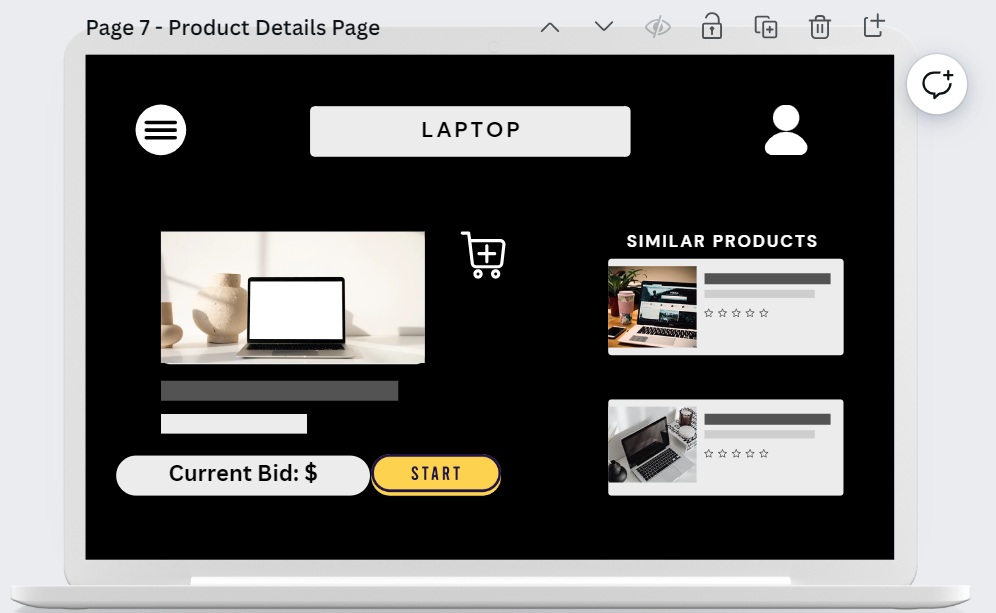 Page 7 - Product Details Page
LAPTOP
SIMILAR PRODUCTS
Current Bid: $
START